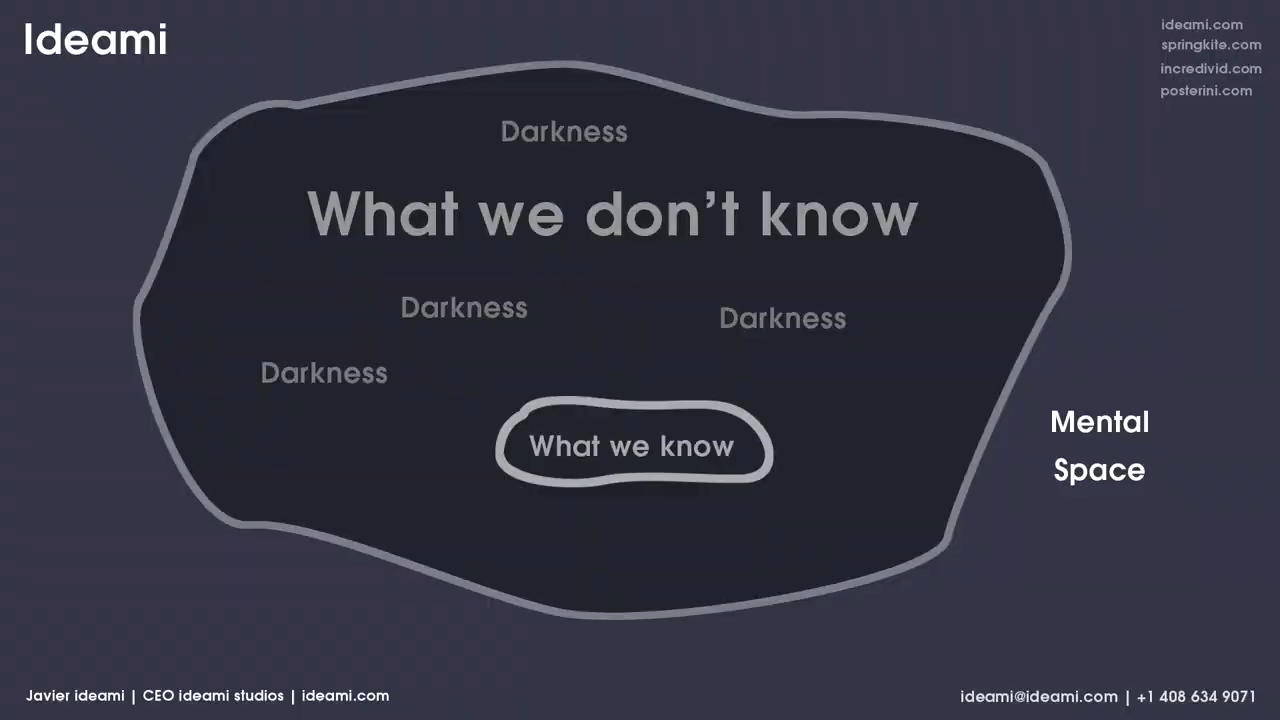 Ideami
ideami.com
springkite.com
incredivid.com
posterini.com
Darkness
What we don’t know
Darkness
Darkness
Darkness
What we know
Mental
Space
Javier ideami | CEO ideami studios | ideami.com
ideami@ideami.com | +1 408 634 9071